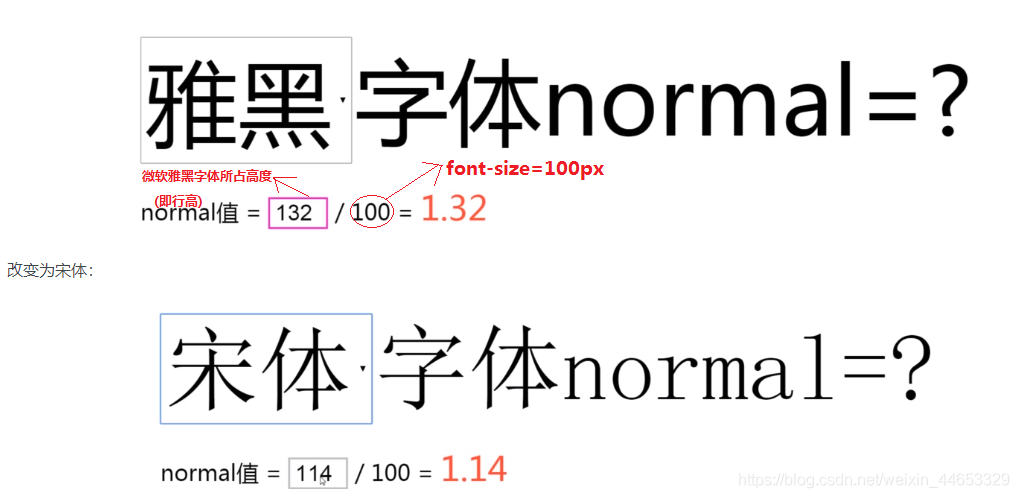 雅黑 字体normal=?
微软雅黑字体所占高度
font-size=100px
(即行高)
normal值 = 132 / 100 = 1.32
改变为宋体:
宋体 字体normal=?
normal值 = 114 / 100 = 1.14
https://blog.csdn.net/weixin_44653329